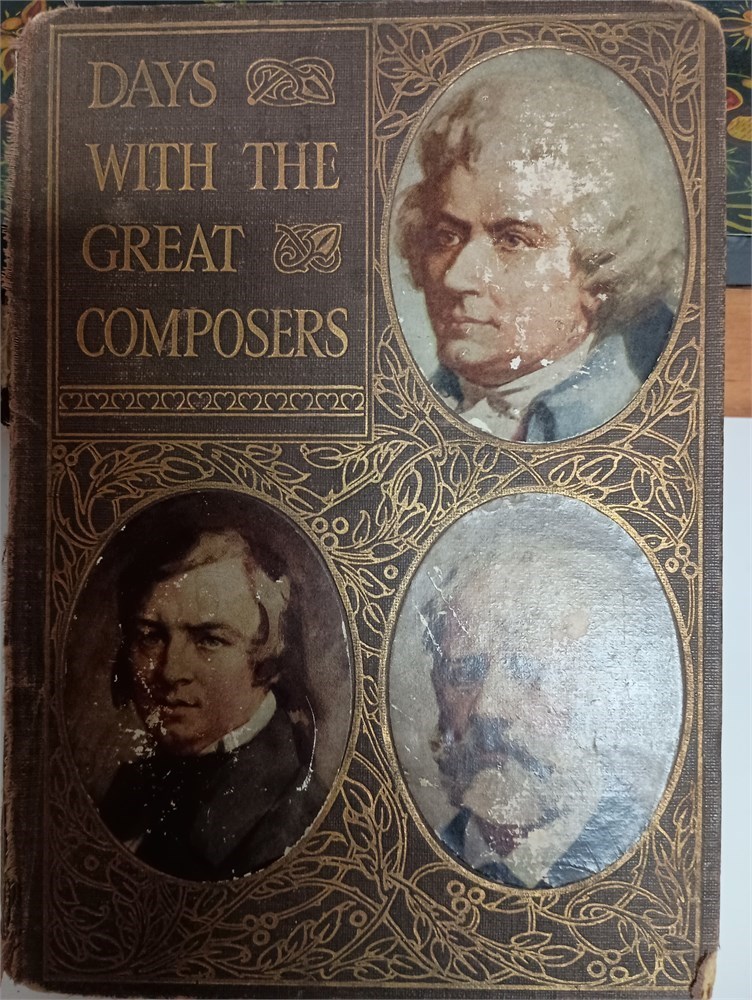 DAYS
WITH THE
GREAT
COMPOSERS